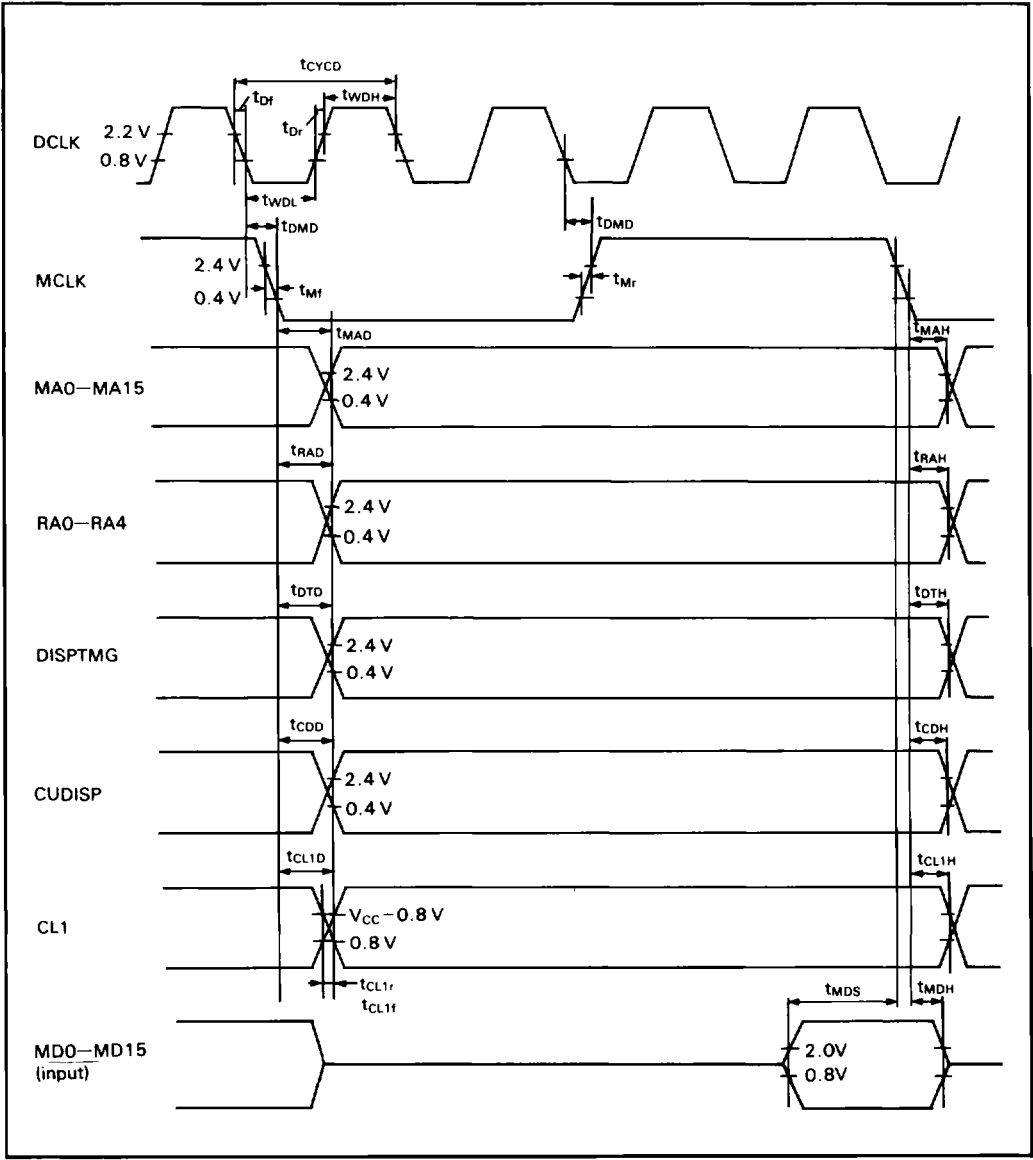 tCYCD
tDf
tWDH
tDr
DCLK
2.2 V
0.8 V
tWDL
tDMD
tDMD
MCLK
2.4 V
0.4 V
tMf
tMr
tMAD
tMAH
MA0—MA15
2.4 V
0.4 V
tRAD
tRAH
RA0—RA4
2.4 V
0.4 V
tDTD
tDTH
DISPTMG
2.4 V
0.4 V
tCDD
tCDH
CUDISP
2.4 V
0.4 V
tCL1D
tCL1H
CL1
VCC−0.8 V
0.8 V
tCL1r
tCL1f
tMDS
tMDH
MD0—MD15
(input)
2.0V
0.8V